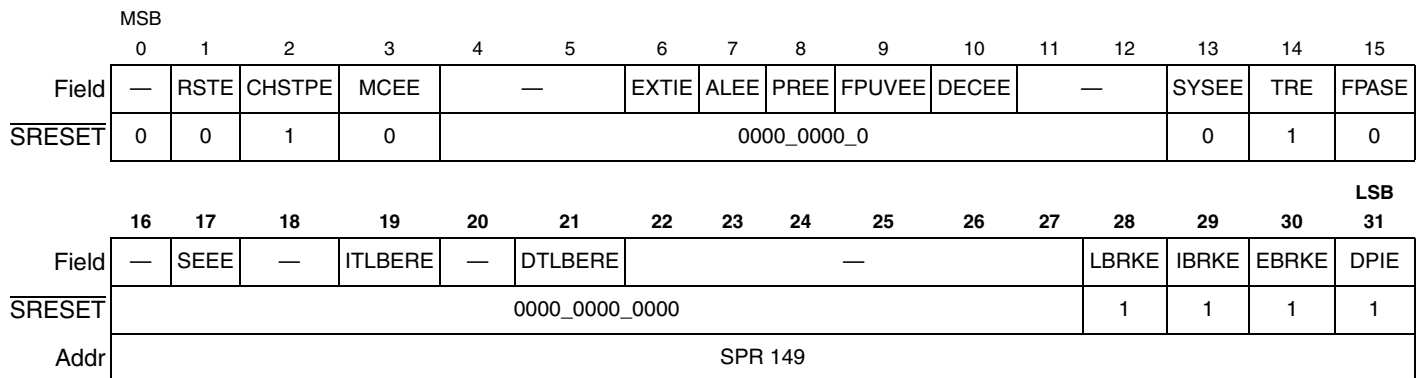 MSB
0 1 2 3 4 5 6 7 8 9 10 11 12 13 14 15
Field — RSTE CHSTPE MCEE — EXTIE ALEE PREE FPUVEE DECEE — SYSEE TRE FPASE
SRESET 0 0 1 0 0000_0000_0 0 1 0
LSB
16 17 18 19 20 21 22 23 24 25 26 27 28 29 30 31
Field — SEEE — ITLBERE — DTLBERE — LBRKE IBRKE EBRKE DPIE
SRESET 0000_0000_0000 1 1 1 1
Addr SPR 149